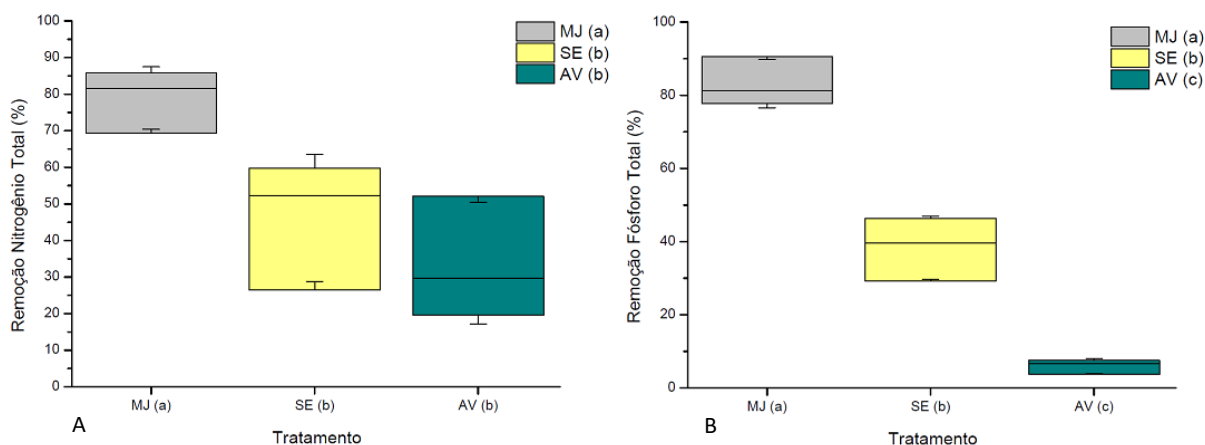 100
90
80
70
60
50
40
30
20
10
0
Remoção Nitrogênio Total (%)
MJ (a)
SE (b)
AV (b)
MJ (a)
SE (b)
AV (b)
Tratamento
A
100
80
60
40
20
0
Remoção Fósforo Total (%)
MJ (a)
SE (b)
AV (c)
MJ (a)
SE (b)
AV (c)
Tratamento
B